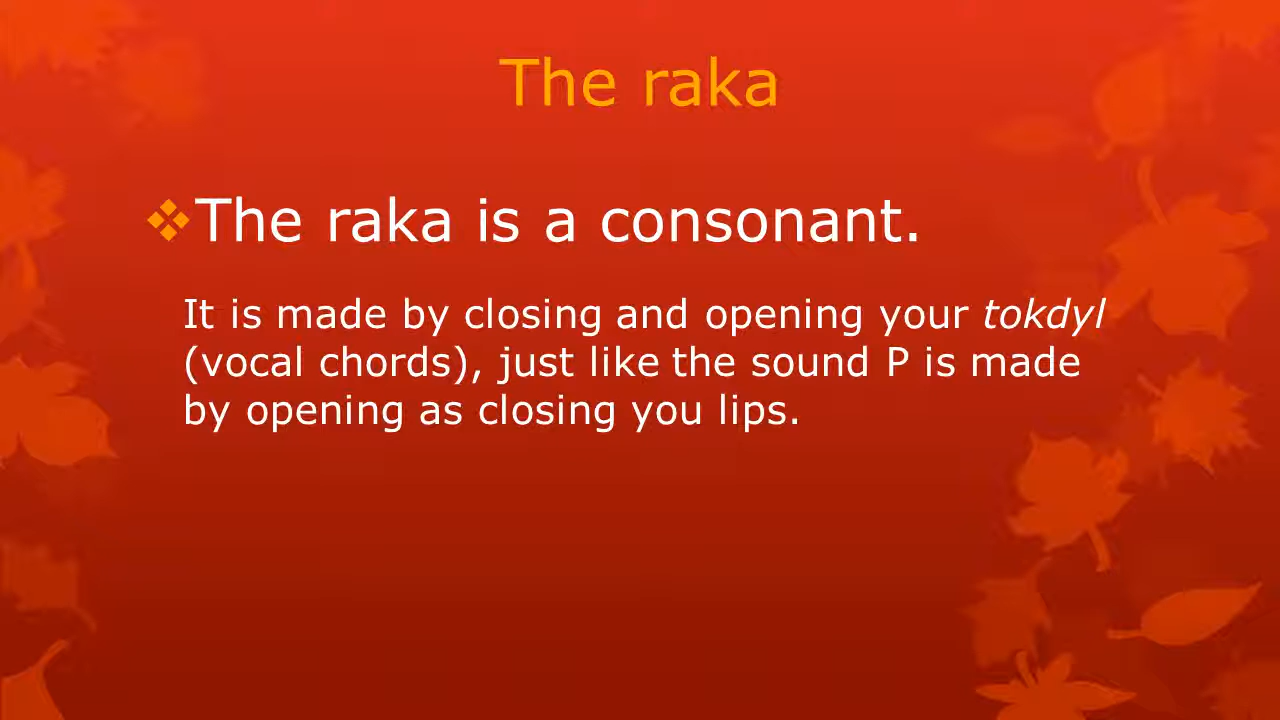 The raka
The raka is a consonant.
It is made by closing and opening your tokdyl
(vocal chords), just like the sound P is made
by opening as closing you lips.